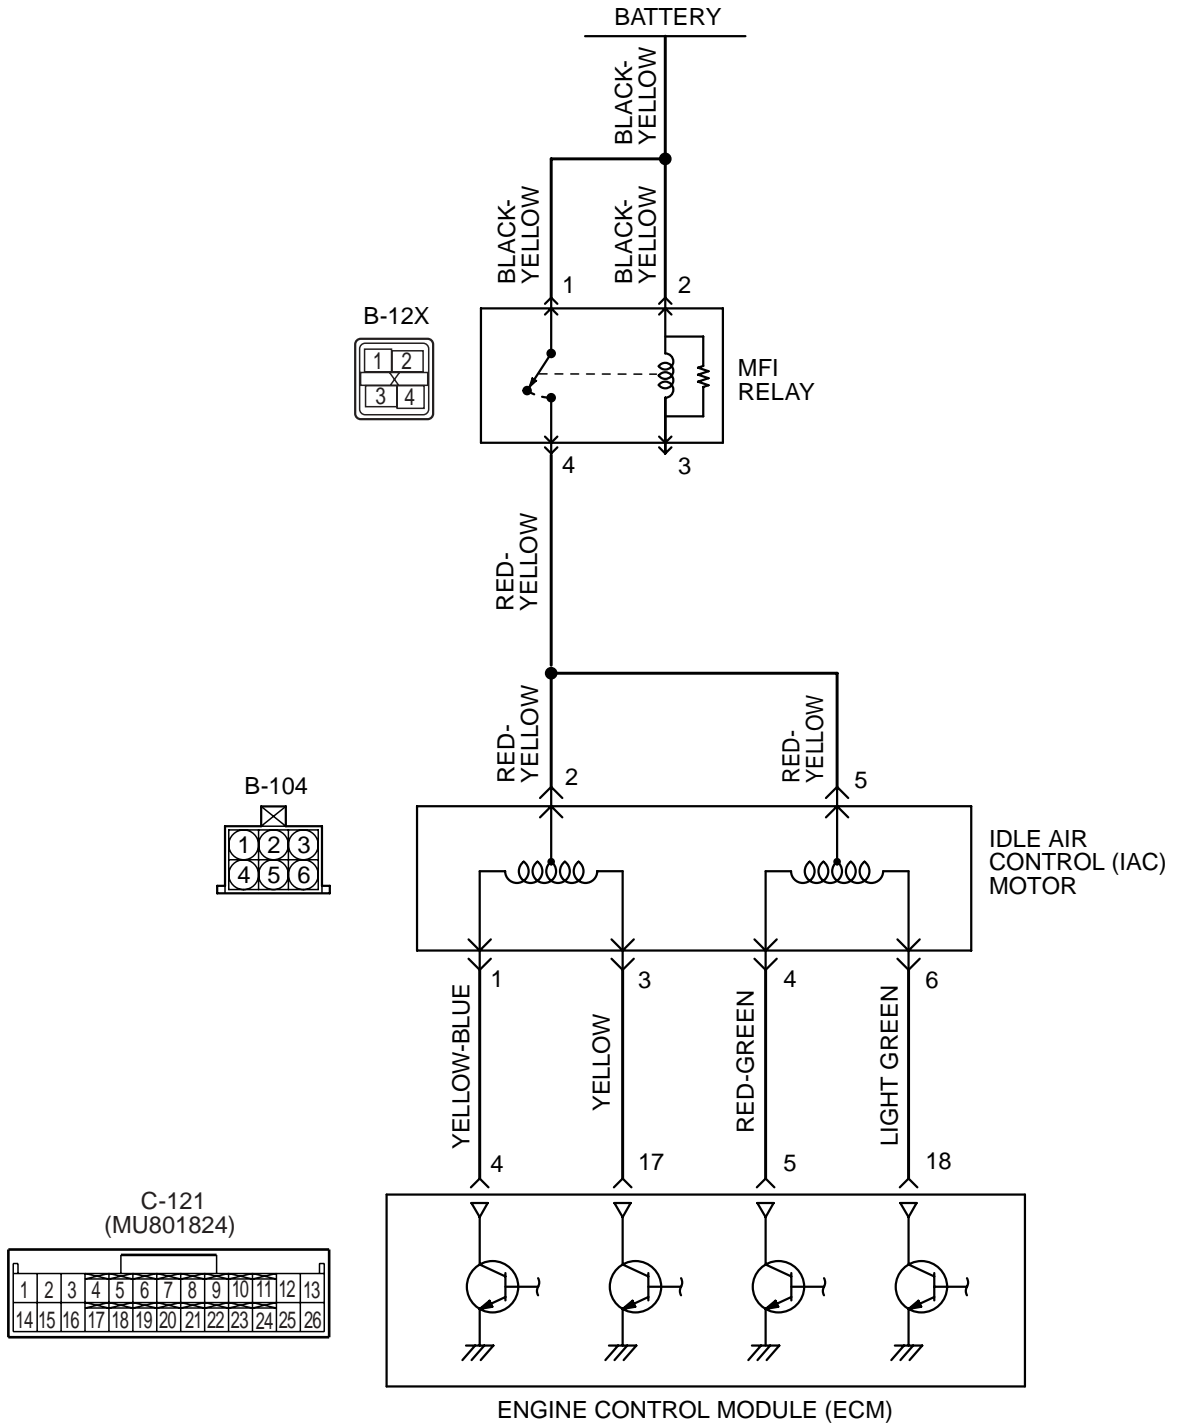 BATTERY
BLACK-
YELLOW
BLACK-
YELLOW
BLACK-
YELLOW
1
2
B-12X
1 2
3 4
MFI
RELAY
4
3
RED-
YELLOW
RED-
YELLOW
RED-
YELLOW
2
5
B-104
1 2 3
4 5 6
IDLE AIR
CONTROL (IAC)
MOTOR
1
3
4
6
YELLOW-BLUE
YELLOW
RED-GREEN
LIGHT GREEN
4
17
5
18
C-121
(MU801824)
1 2 3 4 5 6 7 8 9 10 11 12 13
14 15 16 17 18 19 20 21 22 23 24 25 26
ENGINE CONTROL MODULE (ECM)